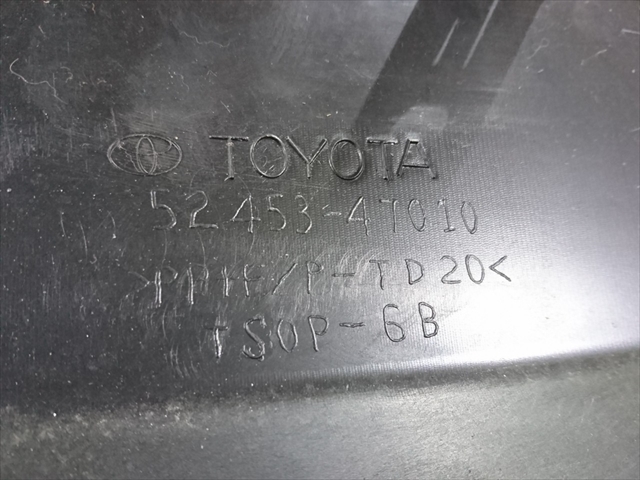 TOYOTA
52453-47010
>PP+E/P-TD20<
TSOP-6B